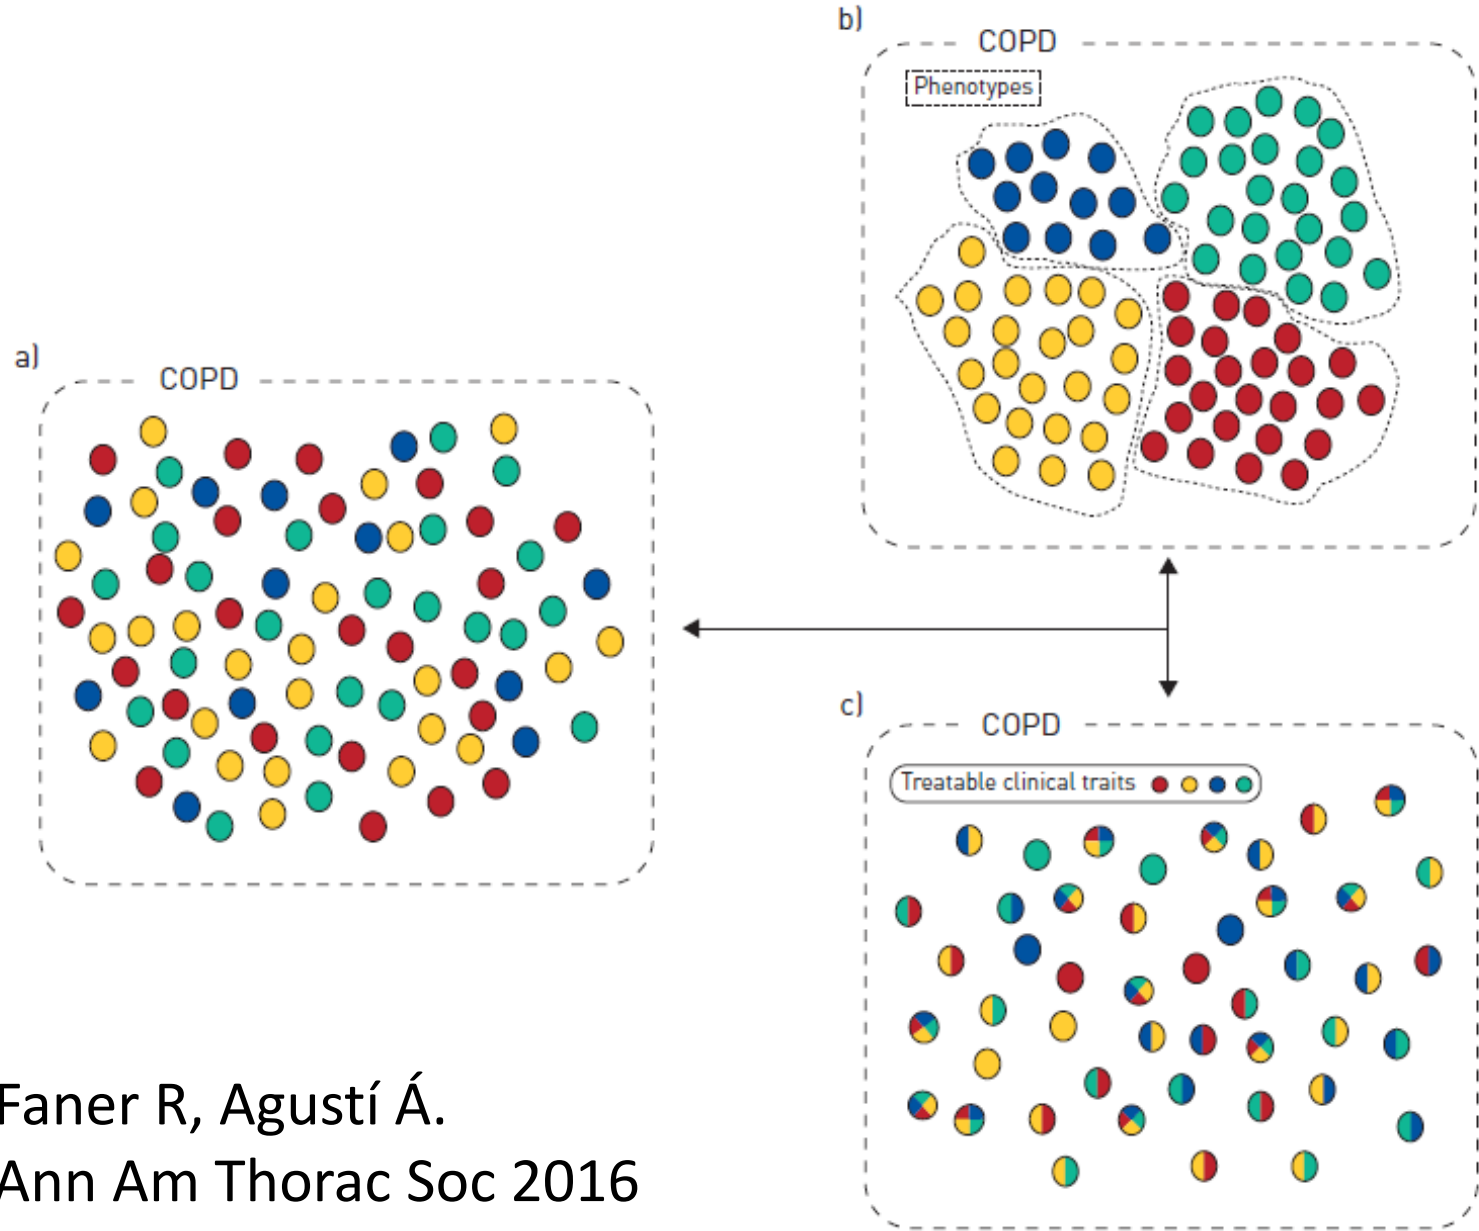 b)
COPD
Phenotypes
a)
COPD
c)
COPD
Treatable clinical traits
Faner R, Agustí Á.
Ann Am Thorac Soc 2016